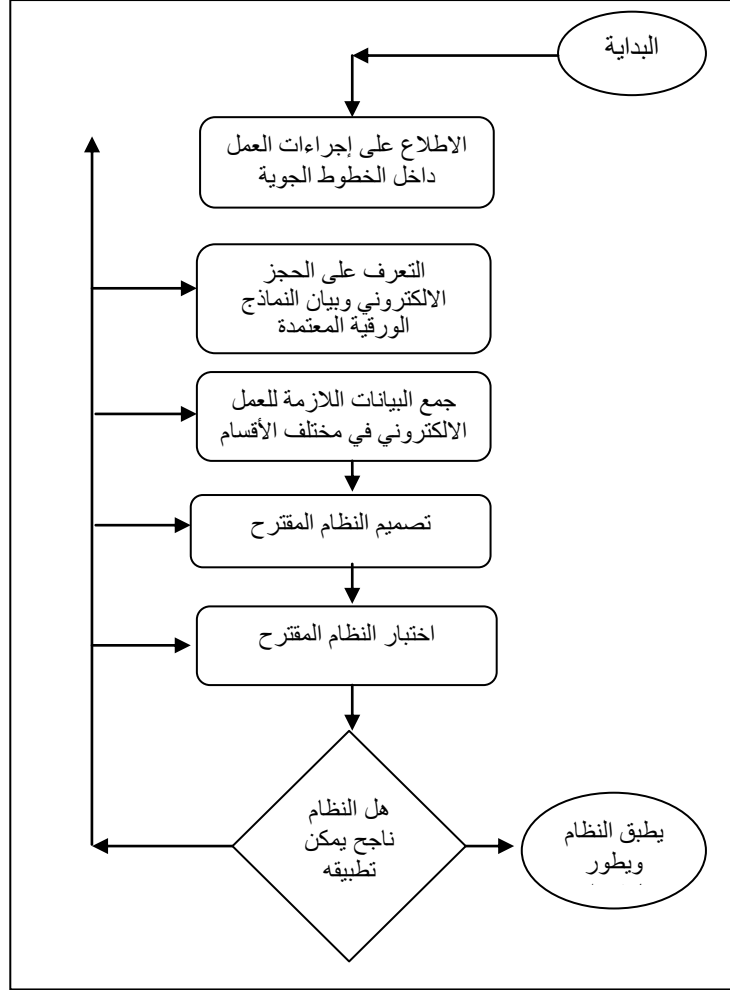 البداية
الاطلاع على إجراءات العمل
داخل الخطوط الجوية
التعرف على الحجز
الالكتروني وبيان النماذج
الورقية المعتمدة
جمع البيانات اللازمة للعمل
الالكتروني في مختلف الأقسام
تصميم النظام المقترح
اختبار النظام المقترح
هل النظام
ناجح يمكن
تطبيقه
يطبق النظام
ويطور